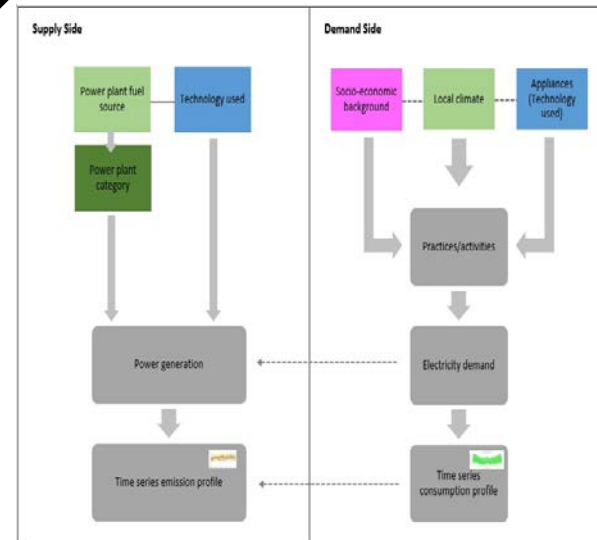 Supply Side
Power plant fuel
source
Technology used
Power plant
category
Power generation
Time series emission profile
Demand Side
Socio-economic
background
Local climate
Appliances
(Technology
used)
Practices/activities
Electricity demand
Time series
consumption profile